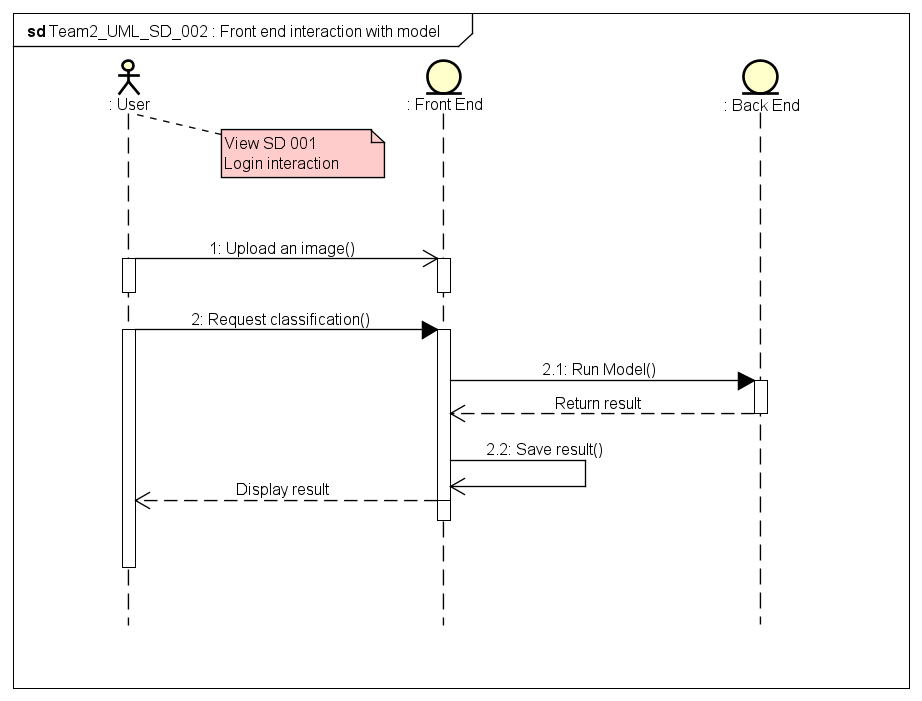 sd Team2_UML_SD_002 : Front end interaction with model
: User
: Front End
: Back End
View SD 001
Login interaction
1: Upload an image()
2: Request classification()
2.1: Run Model()
Return result
2.2: Save result()
Display result